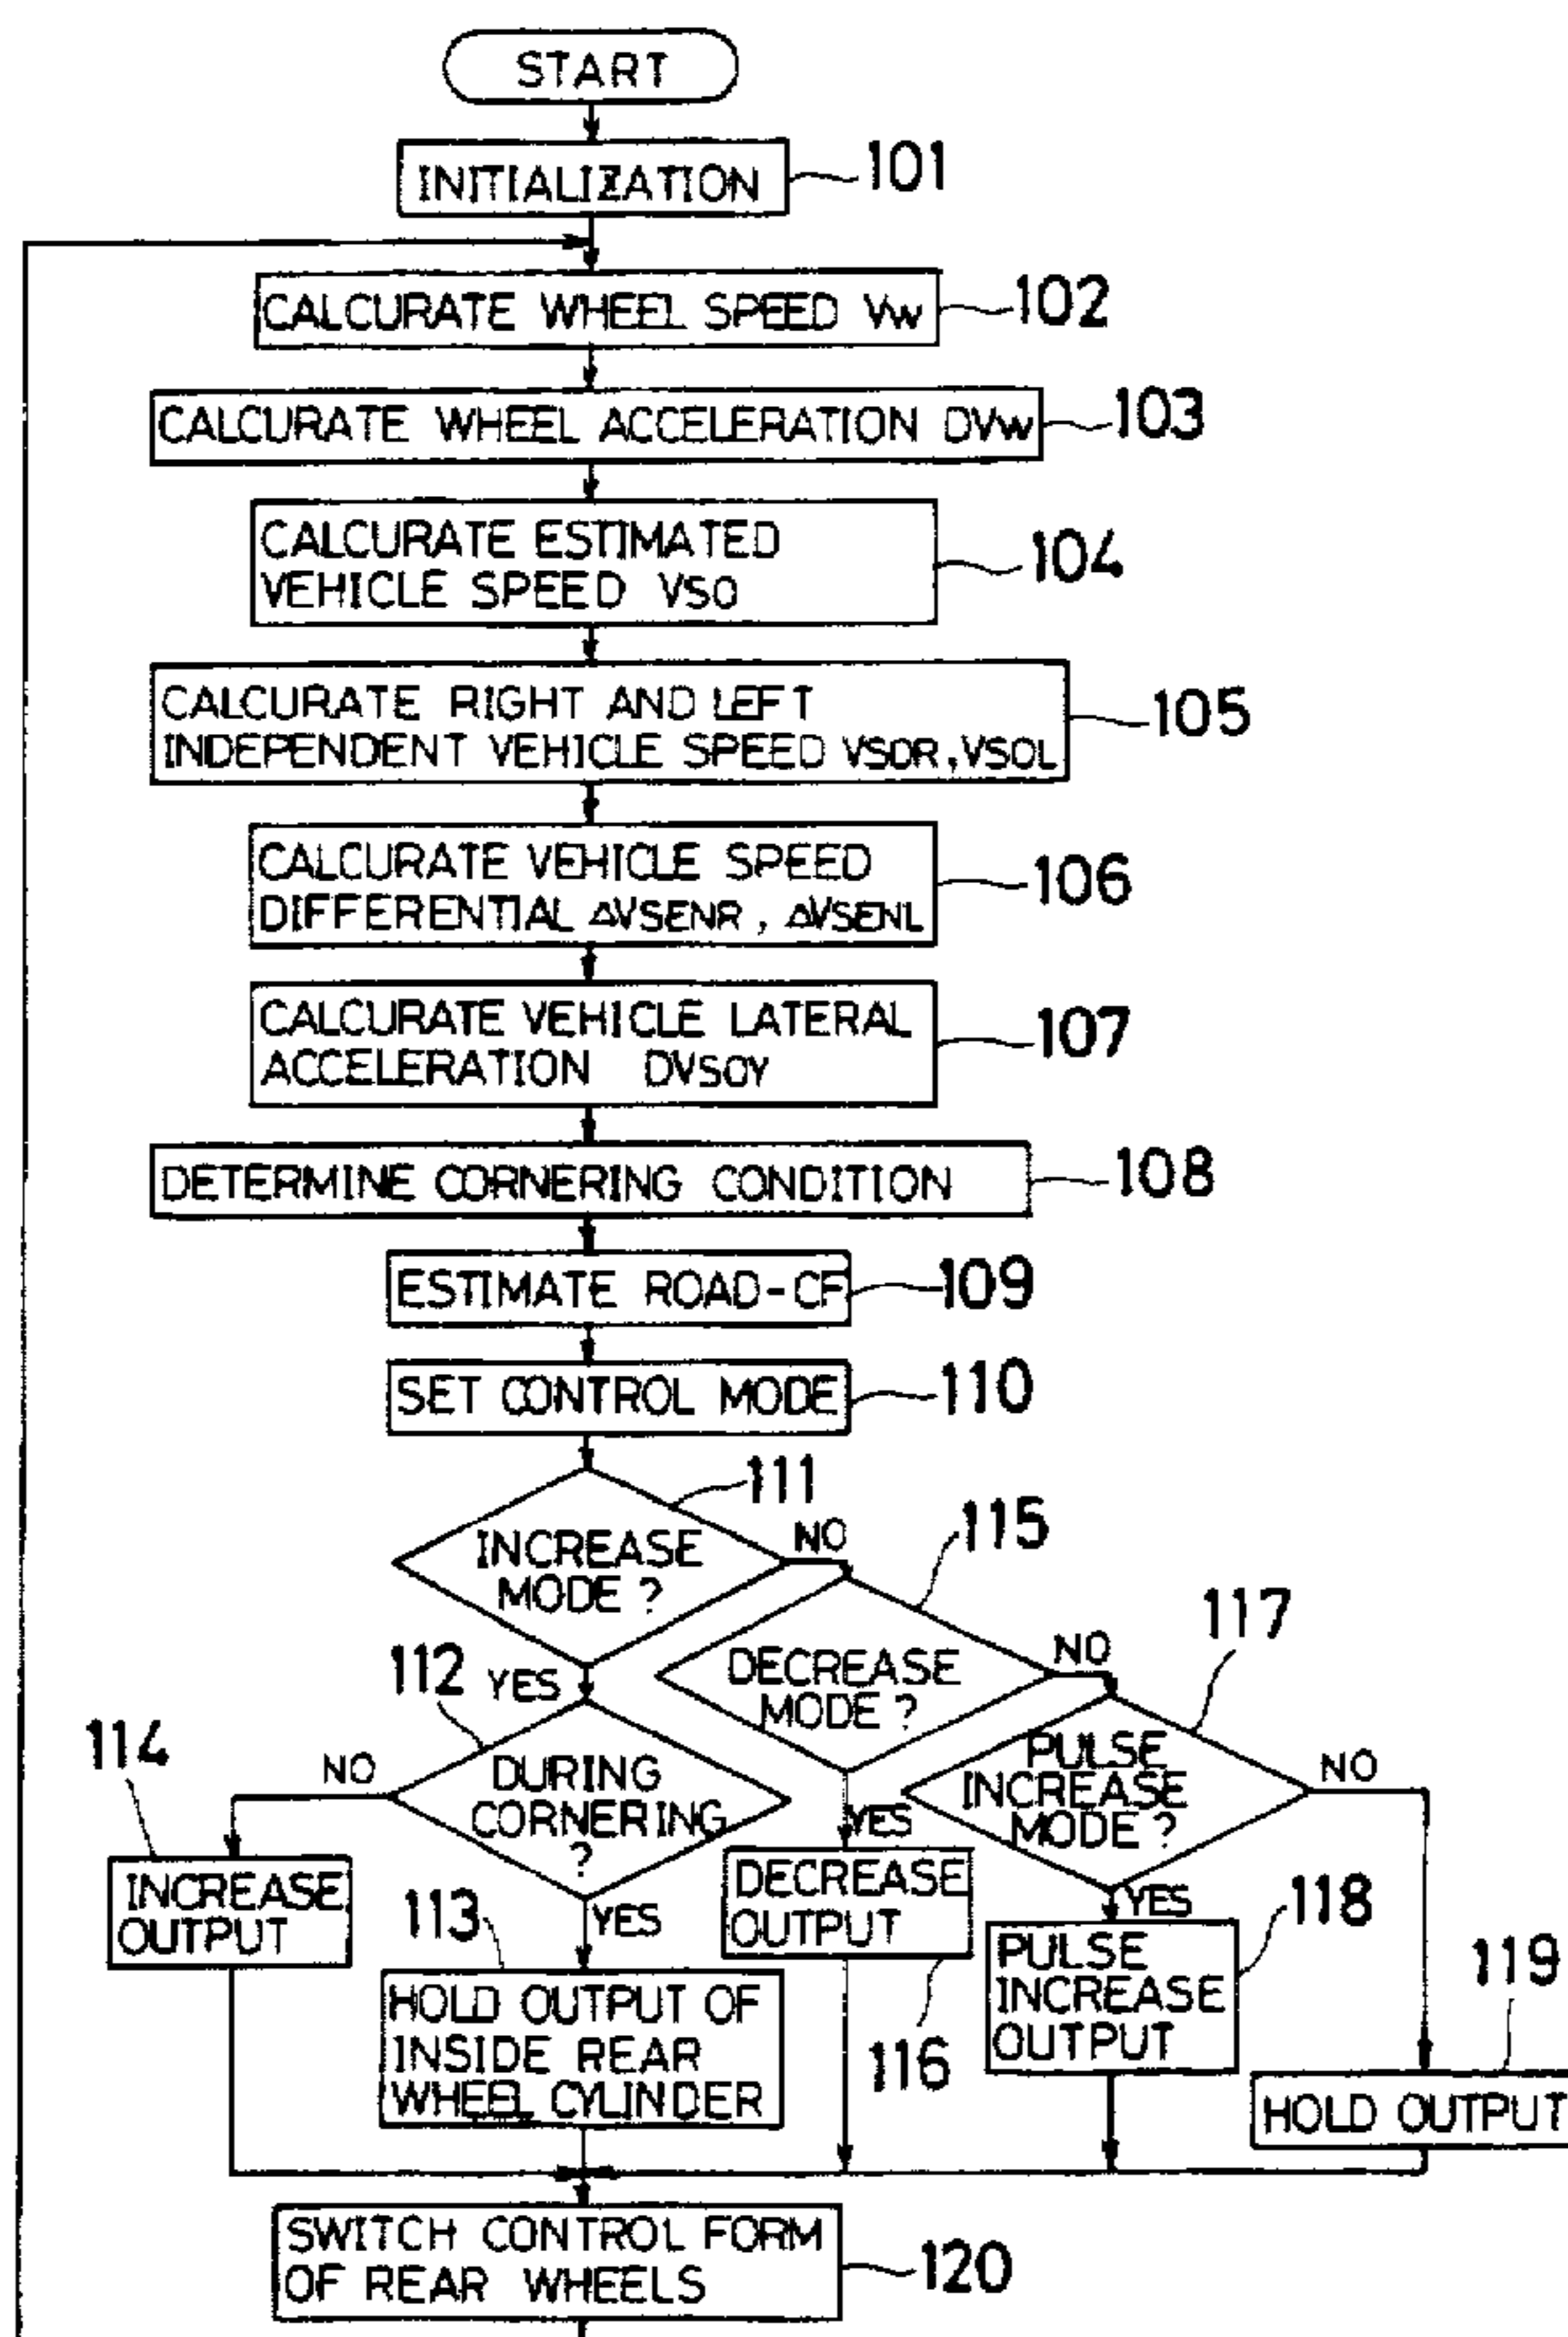 START
INITIALIZATION
101
CALCURATE WHEEL SPEED Vw
102
CALCURATE WHEEL ACCELERATION DVw
103
CALCURATE ESTIMATED
VEHICLE SPEED VSO
104
CALCURATE RIGHT AND LEFT
INDEPENDENT VEHICLE SPEED VSOR, VSOL
105
CALCURATE VEHICLE SPEED
DIFFERENTIAL ΔVSENR, ΔVSENL
106
CALCURATE VEHICLE LATERAL
ACCELERATION DVSOY
107
DETERMINE CORNERING CONDITION
108
ESTIMATE ROAD-CF
109
SET CONTROL MODE
110
111
INCREASE
MODE?
NO
115
YES
DECREASE
MODE?
NO
117
112
DURING
CORNERING
?
NO
114
PULSE
INCREASE
MODE?
NO
YES
YES
YES
INCREASE
OUTPUT
113
HOLD OUTPUT OF
INSIDE REAR
WHEEL CYLINDER
DECREASE
OUTPUT
116
PULSE
INCREASE
OUTPUT
118
119
HOLD OUTPUT
SWITCH CONTROL FORM
OF REAR WHEELS
120